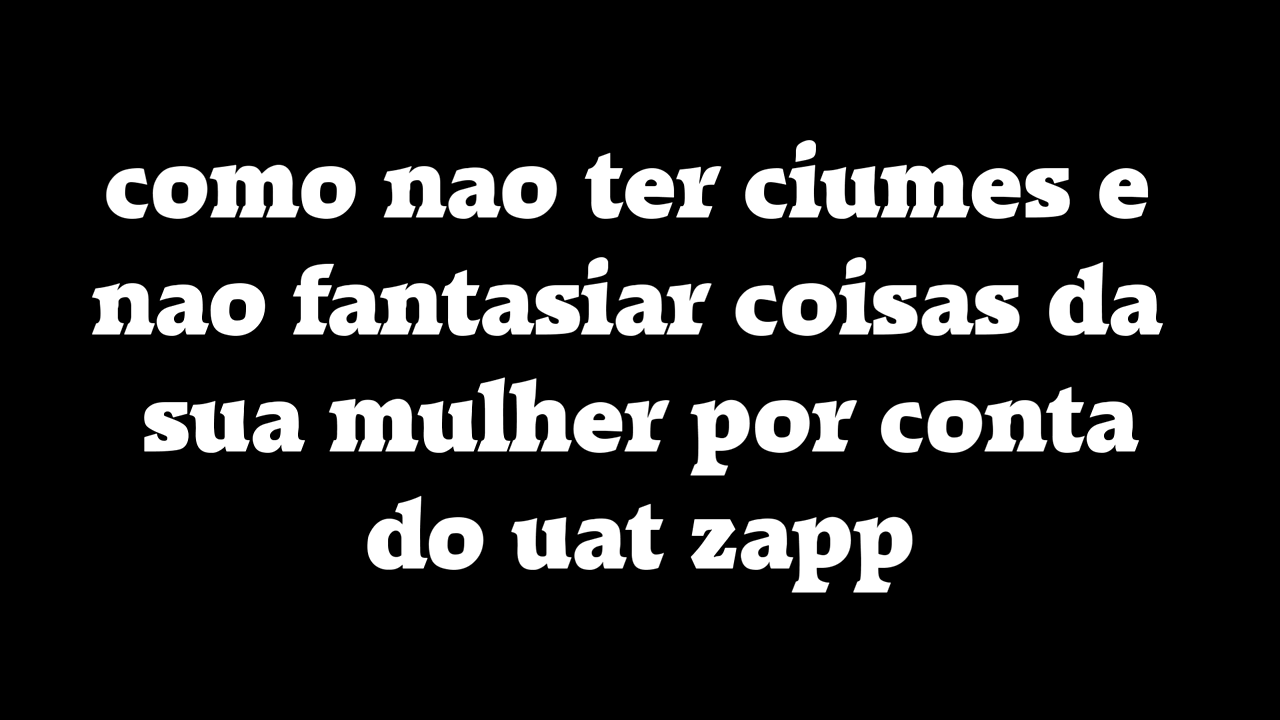 como nao ter ciumes e
nao fantasiar coisas da
sua mulher por conta
do uat zapp